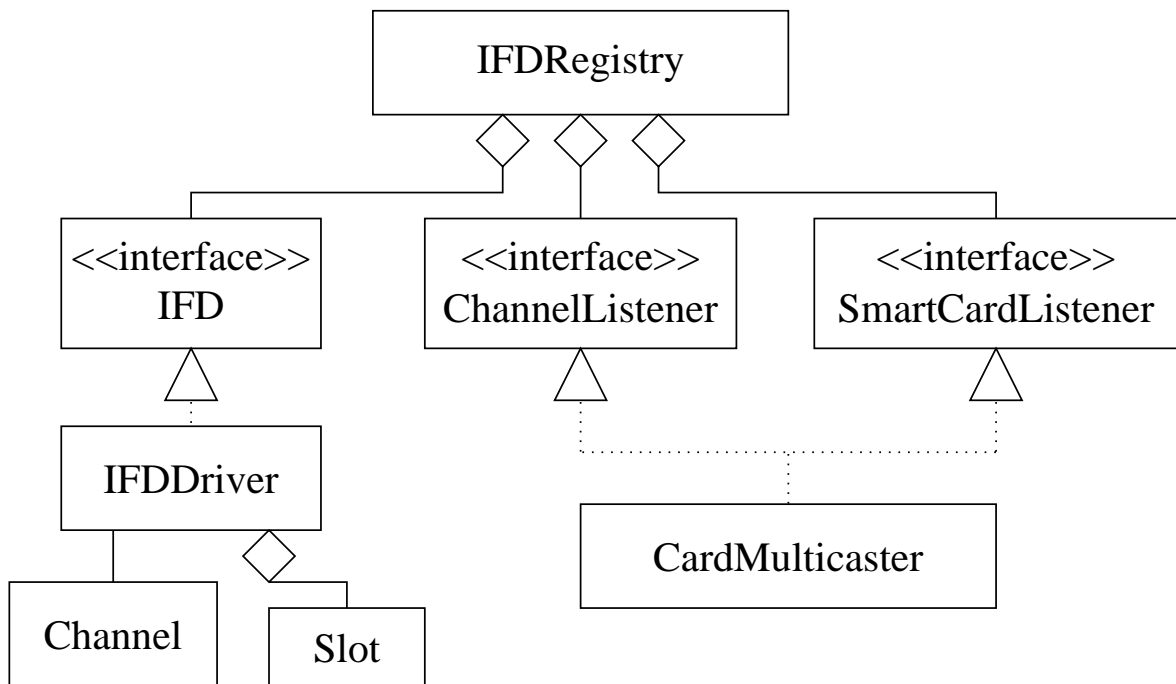 IFDRegistry
<<interface>>
IFD
<<interface>>
ChannelListener
<<interface>>
SmartCardListener
IFDDriver
CardMulticaster
Channel
Slot